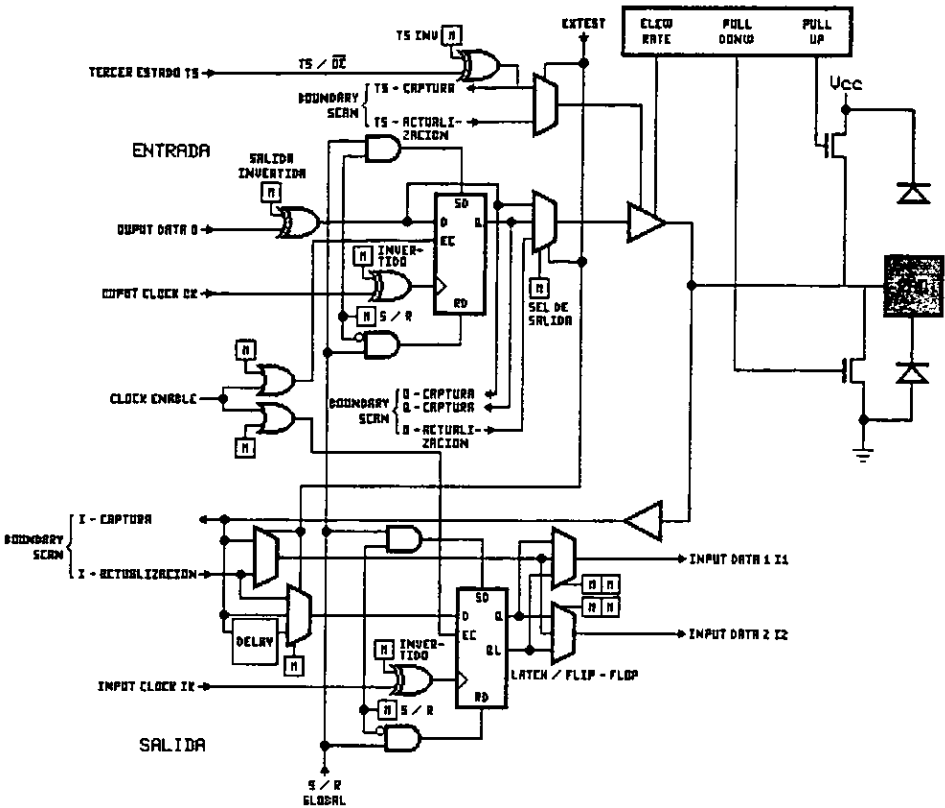 EXTEST
SLEW RATE
PULL DOWN
PULL UP
TS INV M
TERCER ESTADO TS
TS / OE
BOUNDARY SCAN
TS - CAPTURA
TS - ACTUALI-
ZACION
Vcc
ENTRADA
SALIDA
INVERTIDA
M
OUPUT DATA O
SD
D
Q
EC
RD
INVER-
TIDO
M
OUPUT CLOCK OK
M S / R
M
SEL DE
SALIDA
M
CLOCK ENABLE
M
BOUNDARY
SCAN
O - CAPTURA
Q - CAPTURA
O - ACTUALI-
ZACION
BOUNDARY
SCAN
I - CAPTURA
I - ACTUALIZACION
INPUT DATA 1 I1
M M
M M
INPUT DATA 2 I2
DELAY
M
SD
D
Q
EC
QL
RD
INVER-
TIDO
M
LATCH / FLIP - FLOP
INPUT CLOCK IK
M S / R
SALIDA
S / R
GLOBAL